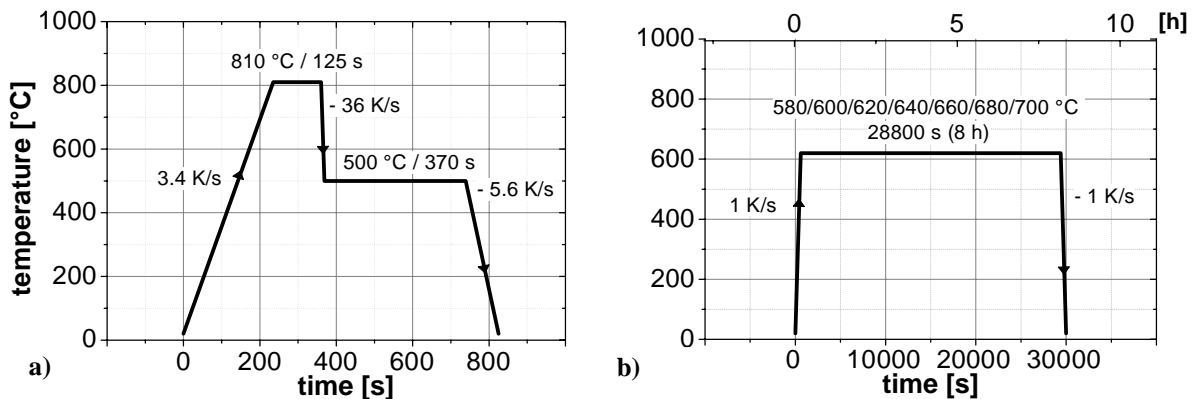 1000
800
600
400
200
0
temperature [°C]
810 °C / 125 s
- 36 K/s
500 °C / 370 s
3.4 K/s
- 5.6 K/s
0 200 400 600 800
time [s]
a)
0 5 10 [h]
1000
800
600
400
200
0
580/600/620/640/660/680/700 °C
28800 s (8 h)
1 K/s
- 1 K/s
0 10000 20000 30000
time [s]
b)